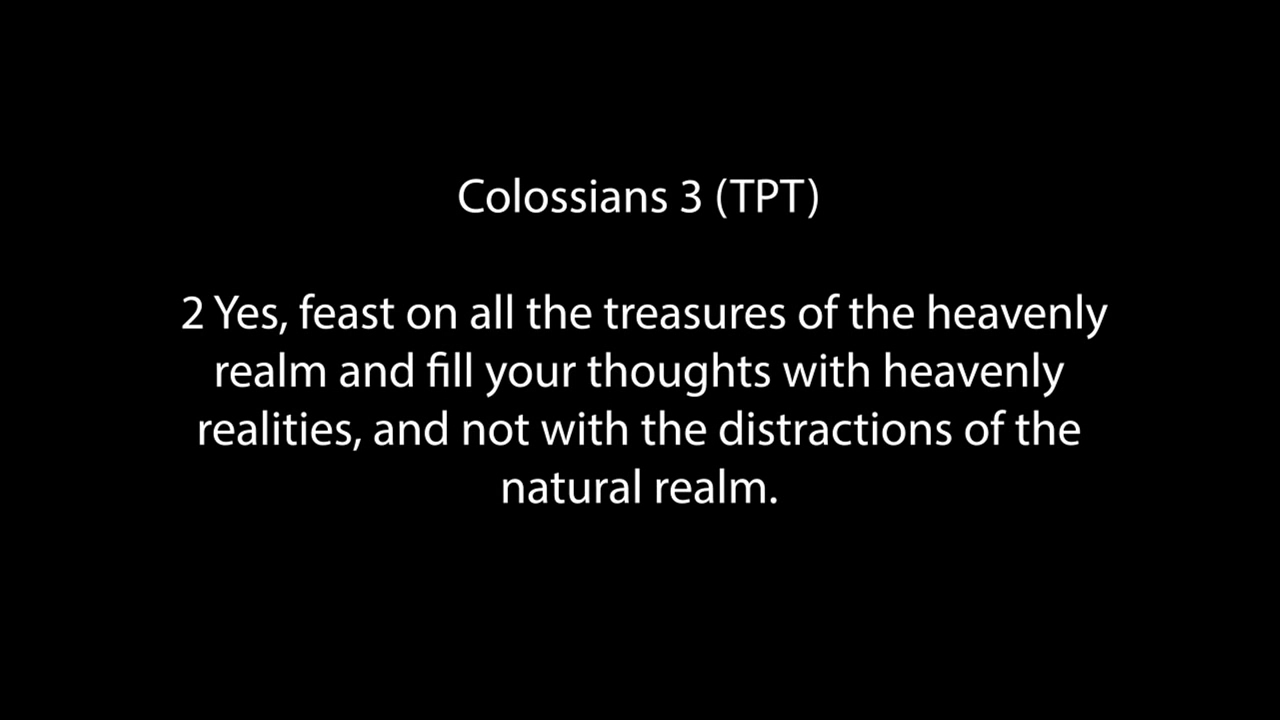 Colossians 3 (TPT)
2 Yes, feast on all the treasures of the heavenly
realm and fill your thoughts with heavenly
realities, and not with the distractions of the
natural realm.